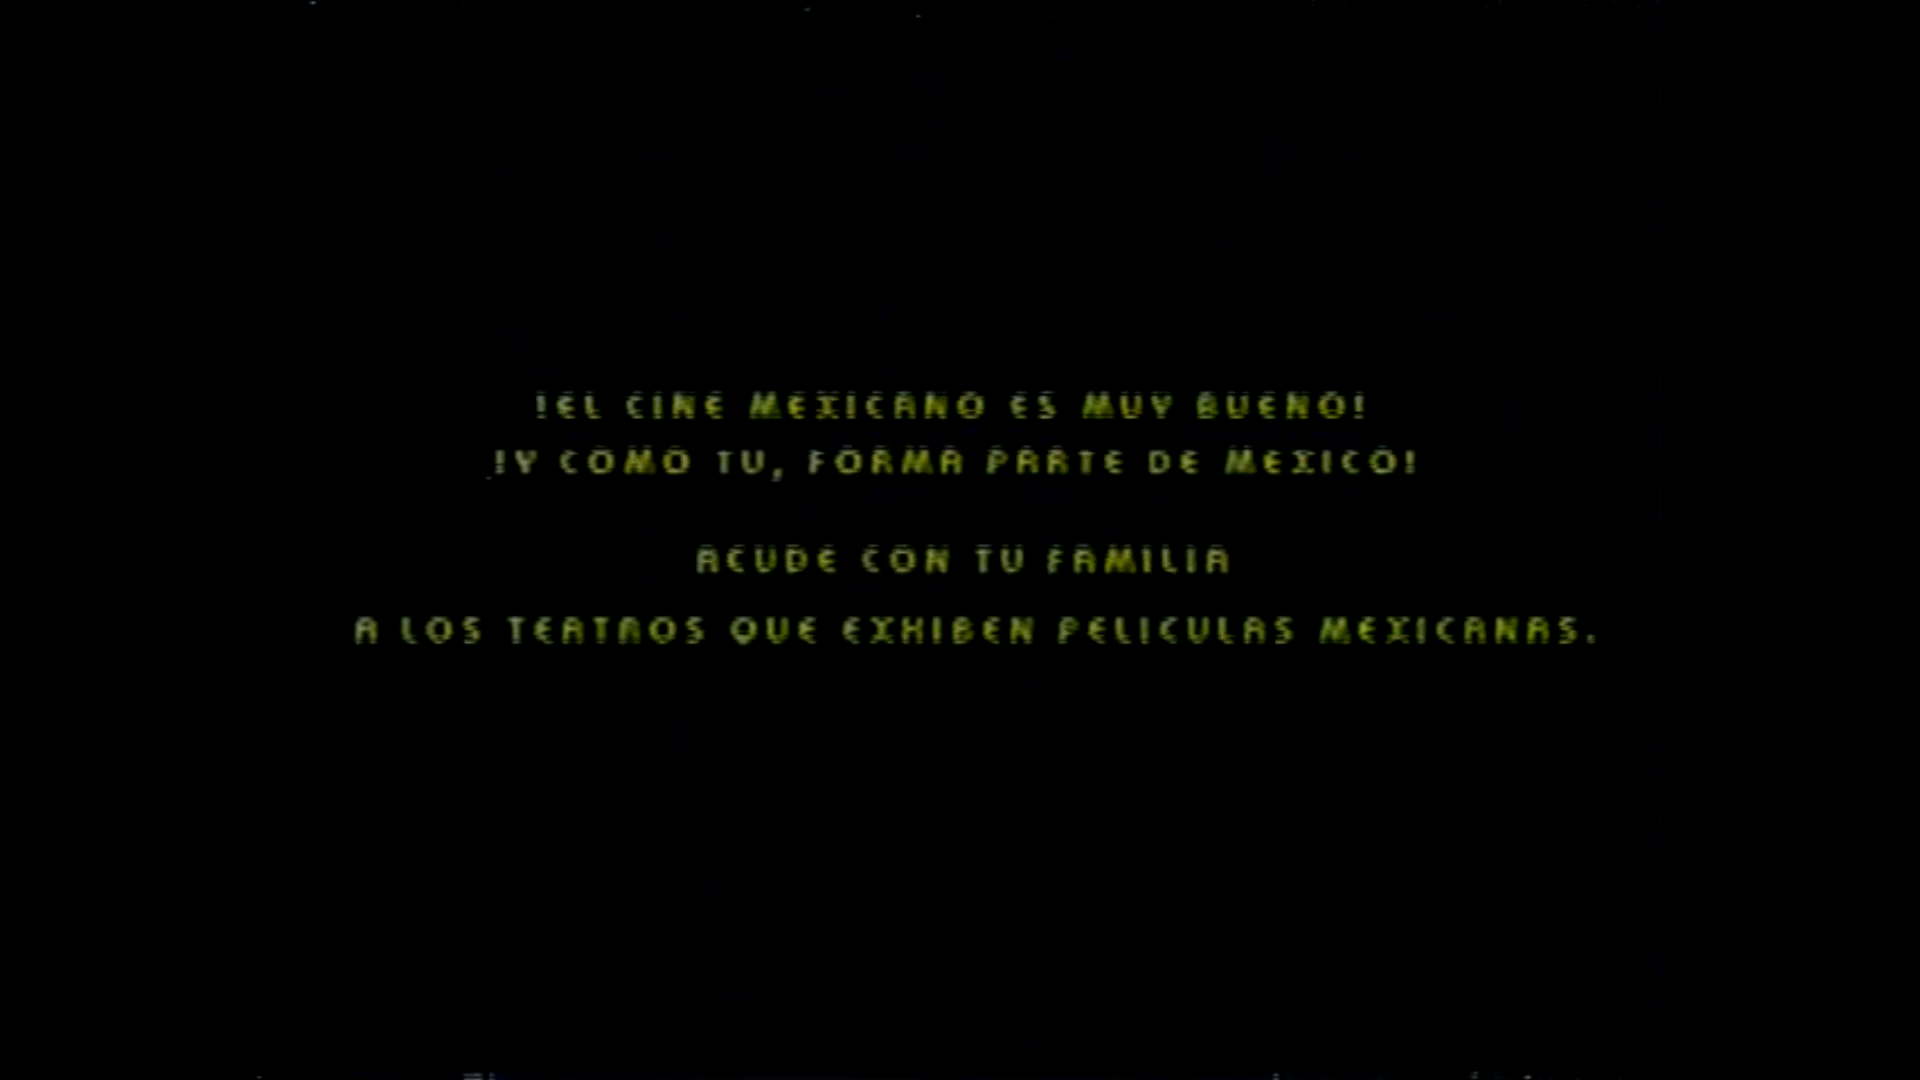 !EL CINE MEXICANO ES MUY BUENO!
!Y COMO TU, FORMA PARTE DE MEXICO!
ACUDE CON TU FAMILIA
A LOS TEATROS QUE EXHIBEN PELICULAS MEXICANAS.